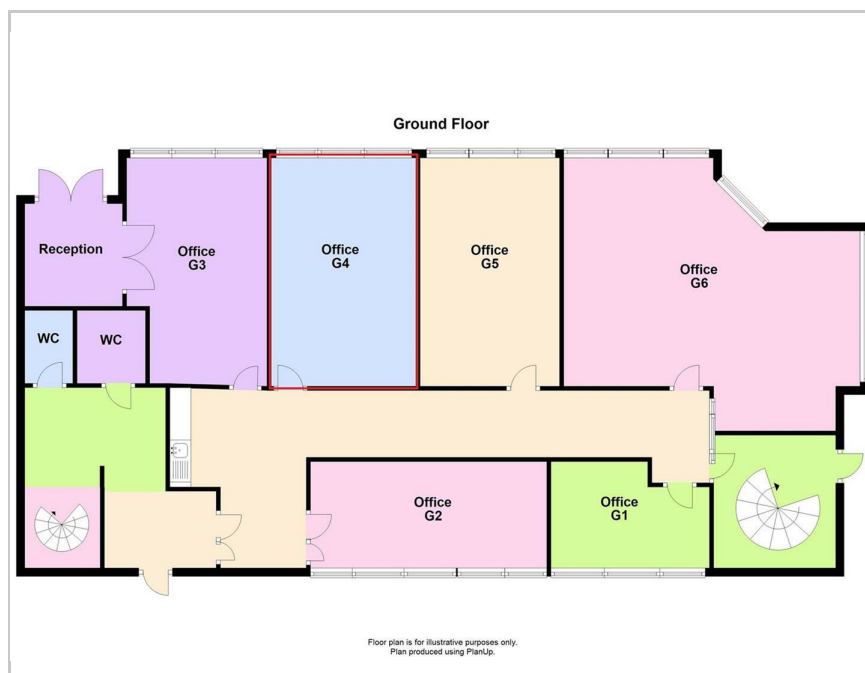 Ground Floor
Reception
Office
G3
Office
G4
Office
G5
Office
G6
WC
WC
Office
G2
Office
G1
Floor plan is for illustrative purposes only.
Plan produced using PlanUp.